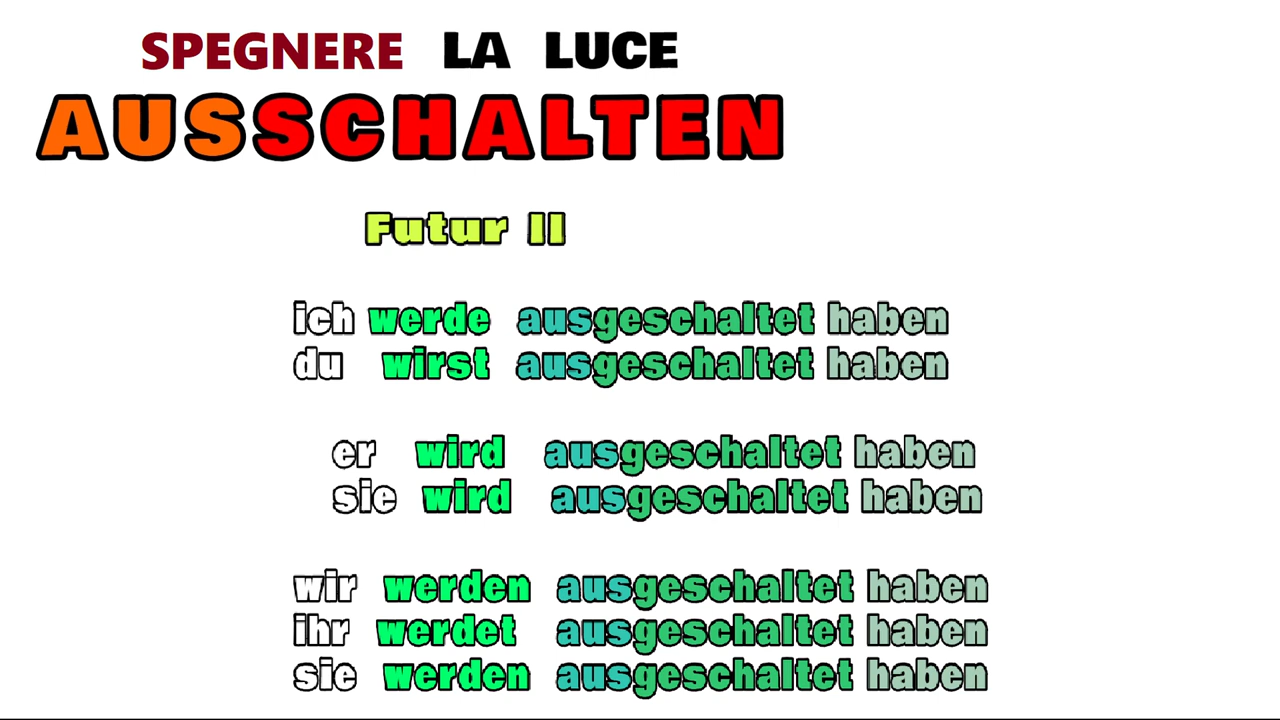 SPEGNERE LA LUCE
AUSSCHALTEN
Futur II
ich werde ausgeschaltet haben
du wirst ausgeschaltet haben
er wird ausgeschaltet haben
sie wird ausgeschaltet haben
wir werden ausgeschaltet haben
ihr werdet ausgeschaltet haben
sie werden ausgeschaltet haben